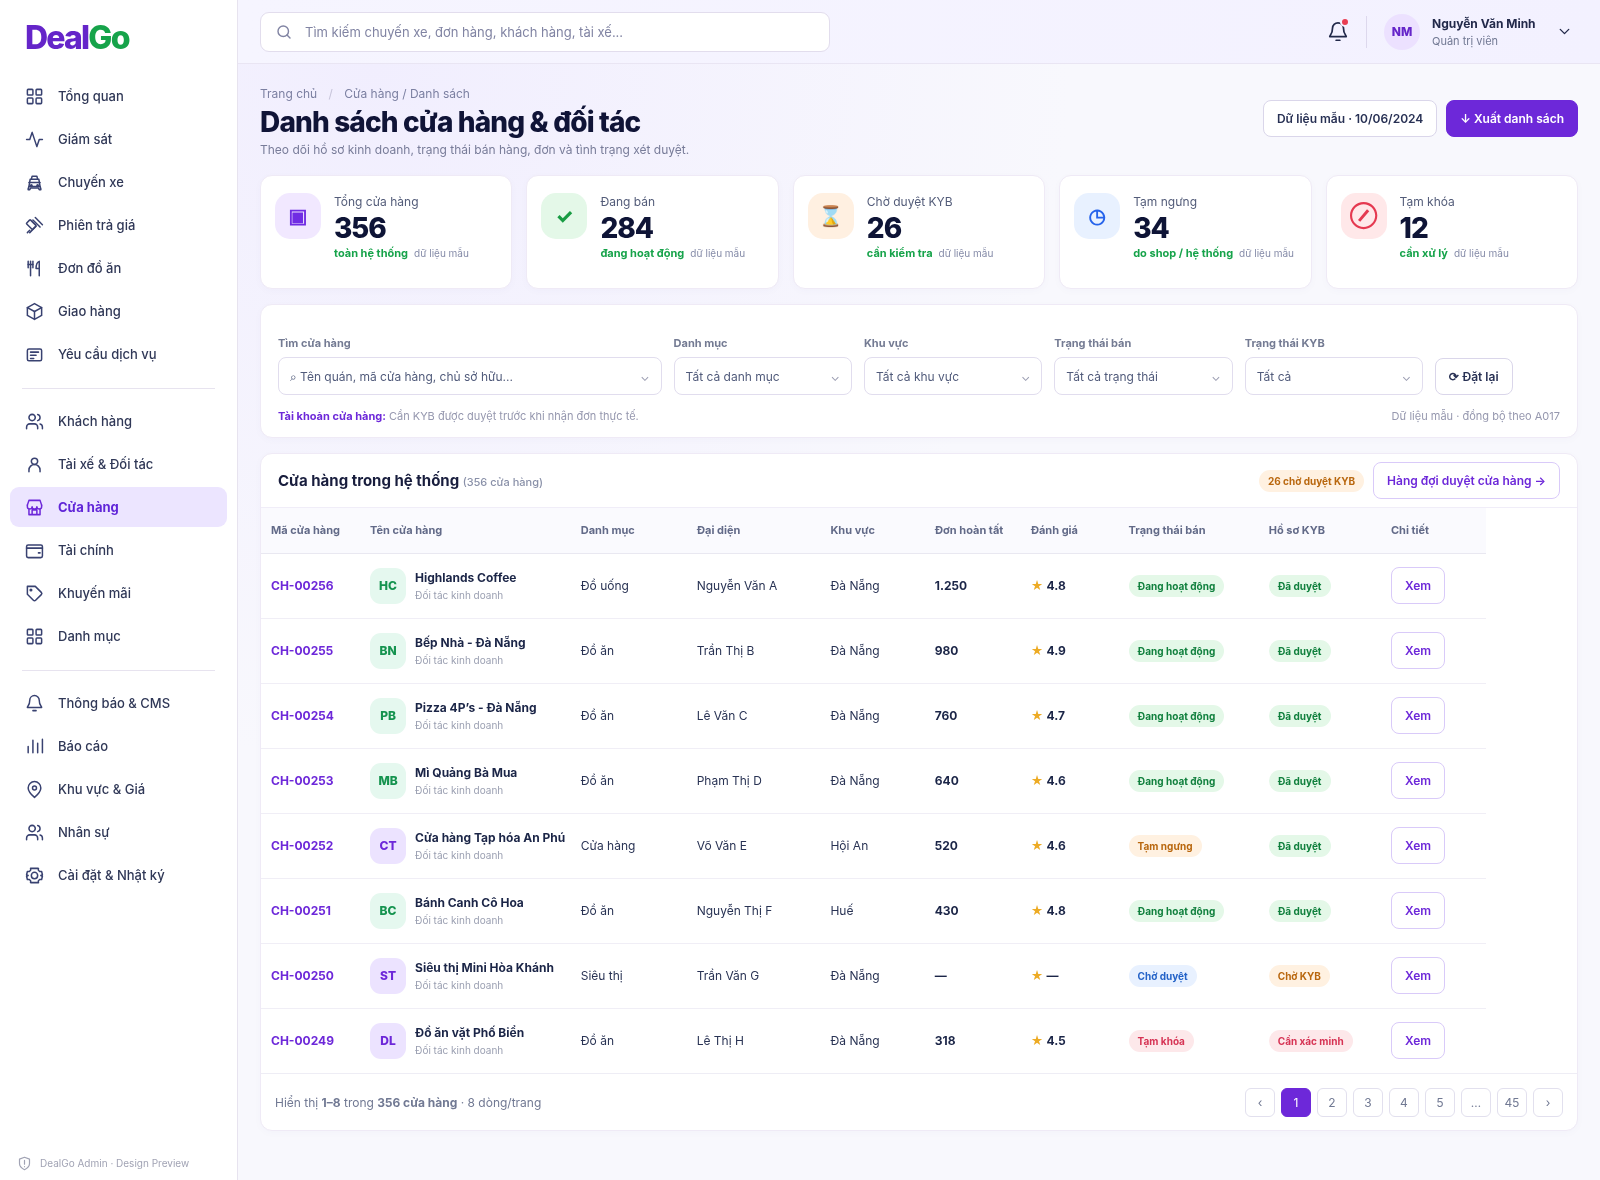 DealGo
Tổng quan
Giám sát
Chuyến xe
Phiên trả giá
Đơn đồ ăn
Giao hàng
Yêu cầu dịch vụ
Khách hàng
Tài xế & Đối tác
Cửa hàng
Tài chính
Khuyến mãi
Danh mục
Thông báo & CMS
Báo cáo
Khu vực & Giá
Nhân sự
Cài đặt & Nhật ký
DealGo Admin · Design Preview
Tìm kiếm chuyến xe, đơn hàng, khách hàng, tài xế...
NM
Nguyễn Văn Minh
Quản trị viên
Trang chủ / Cửa hàng / Danh sách
Danh sách cửa hàng & đối tác
Theo dõi hồ sơ kinh doanh, trạng thái bán hàng, đơn và tình trạng xét duyệt.
Dữ liệu mẫu · 10/06/2024
↓ Xuất danh sách
Tổng cửa hàng
356
toàn hệ thống dữ liệu mẫu
Đang bán
284
đang hoạt động dữ liệu mẫu
Chờ duyệt KYB
26
cần kiểm tra dữ liệu mẫu
Tạm ngưng
34
do shop / hệ thống dữ liệu mẫu
Tạm khóa
12
cần xử lý dữ liệu mẫu
Tìm cửa hàng
Danh mục
Khu vực
Trạng thái bán
Trạng thái KYB
⌕ Tên quán, mã cửa hàng, chủ sở hữu...
Tất cả danh mục
Tất cả khu vực
Tất cả trạng thái
Tất cả
⟳ Đặt lại
Tài khoản cửa hàng: Cần KYB được duyệt trước khi nhận đơn thực tế.
Dữ liệu mẫu · đồng bộ theo A017
Cửa hàng trong hệ thống (356 cửa hàng)
26 chờ duyệt KYB
Hàng đợi duyệt cửa hàng →
Mã cửa hàng Tên cửa hàng Danh mục Đại diện Khu vực Đơn hoàn tất Đánh giá Trạng thái bán Hồ sơ KYB Chi tiết
CH-00256 HC Highlands Coffee Đồ uống Nguyễn Văn A Đà Nẵng 1.250 ★ 4.8 Đang hoạt động Đã duyệt Xem
Đối tác kinh doanh
CH-00255 BN Bếp Nhà - Đà Nẵng Đồ ăn Trần Thị B Đà Nẵng 980 ★ 4.9 Đang hoạt động Đã duyệt Xem
Đối tác kinh doanh
CH-00254 PB Pizza 4P’s - Đà Nẵng Đồ ăn Lê Văn C Đà Nẵng 760 ★ 4.7 Đang hoạt động Đã duyệt Xem
Đối tác kinh doanh
CH-00253 MB Mì Quảng Bà Mua Đồ ăn Phạm Thị D Đà Nẵng 640 ★ 4.6 Đang hoạt động Đã duyệt Xem
Đối tác kinh doanh
CH-00252 CT Cửa hàng Tạp hóa An Phú Cửa hàng Võ Văn E Hội An 520 ★ 4.6 Tạm ngưng Đã duyệt Xem
Đối tác kinh doanh
CH-00251 BC Bánh Canh Cô Hoa Đồ ăn Nguyễn Thị F Huế 430 ★ 4.8 Đang hoạt động Đã duyệt Xem
Đối tác kinh doanh
CH-00250 ST Siêu thị Mini Hòa Khánh Siêu thị Trần Văn G Đà Nẵng — ★ — Chờ duyệt Chờ KYB Xem
Đối tác kinh doanh
CH-00249 DL Đồ ăn vặt Phố Biển Đồ ăn Lê Thị H Đà Nẵng 318 ★ 4.5 Tạm khóa Cần xác minh Xem
Đối tác kinh doanh
Hiển thị 1–8 trong 356 cửa hàng · 8 dòng/trang
‹ 1 2 3 4 5 ... 45 ›